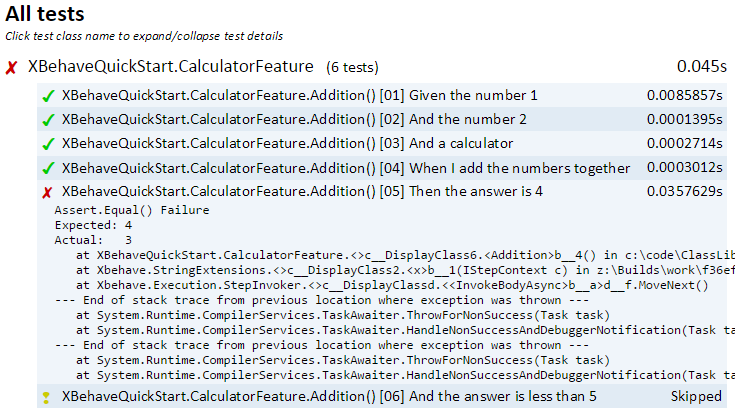 All tests
Click test class name to expand/collapse test details
XBehaveQuickStart.CalculatorFeature (6 tests) 0.045s
XBehaveQuickStart.CalculatorFeature.Addition() [01] Given the number 1 0.0085857s
XBehaveQuickStart.CalculatorFeature.Addition() [02] And the number 2 0.0001395s
XBehaveQuickStart.CalculatorFeature.Addition() [03] And a calculator 0.0002714s
XBehaveQuickStart.CalculatorFeature.Addition() [04] When I add the numbers together 0.0003012s
XBehaveQuickStart.CalculatorFeature.Addition() [05] Then the answer is 4 0.0357629s
Assert.Equal() Failure
Expected: 4
Actual: 3
at XBehaveQuickStart.CalculatorFeature.<>c__DisplayClass6.<Addition>b__4() in c:\code\ClassLib
at Xbehave.StringExtensions.<>c__DisplayClass2.<x>b__1(IStepContext c) in z:\Builds\work\f36ef
at Xbehave.Execution.StepInvoker.<>c__DisplayClassd.<<InvokeBodyAsync>b__a>d__f.MoveNext()
--- End of stack trace from previous location where exception was thrown ---
at System.Runtime.CompilerServices.TaskAwaiter.ThrowForNonSuccess(Task task)
at System.Runtime.CompilerServices.TaskAwaiter.HandleNonSuccessAndDebuggerNotification(Task t
--- End of stack trace from previous location where exception was thrown ---
at System.Runtime.CompilerServices.TaskAwaiter.ThrowForNonSuccess(Task task)
at System.Runtime.CompilerServices.TaskAwaiter.HandleNonSuccessAndDebuggerNotification(Task t
XBehaveQuickStart.CalculatorFeature.Addition() [06] And the answer is less than 5 Skipped